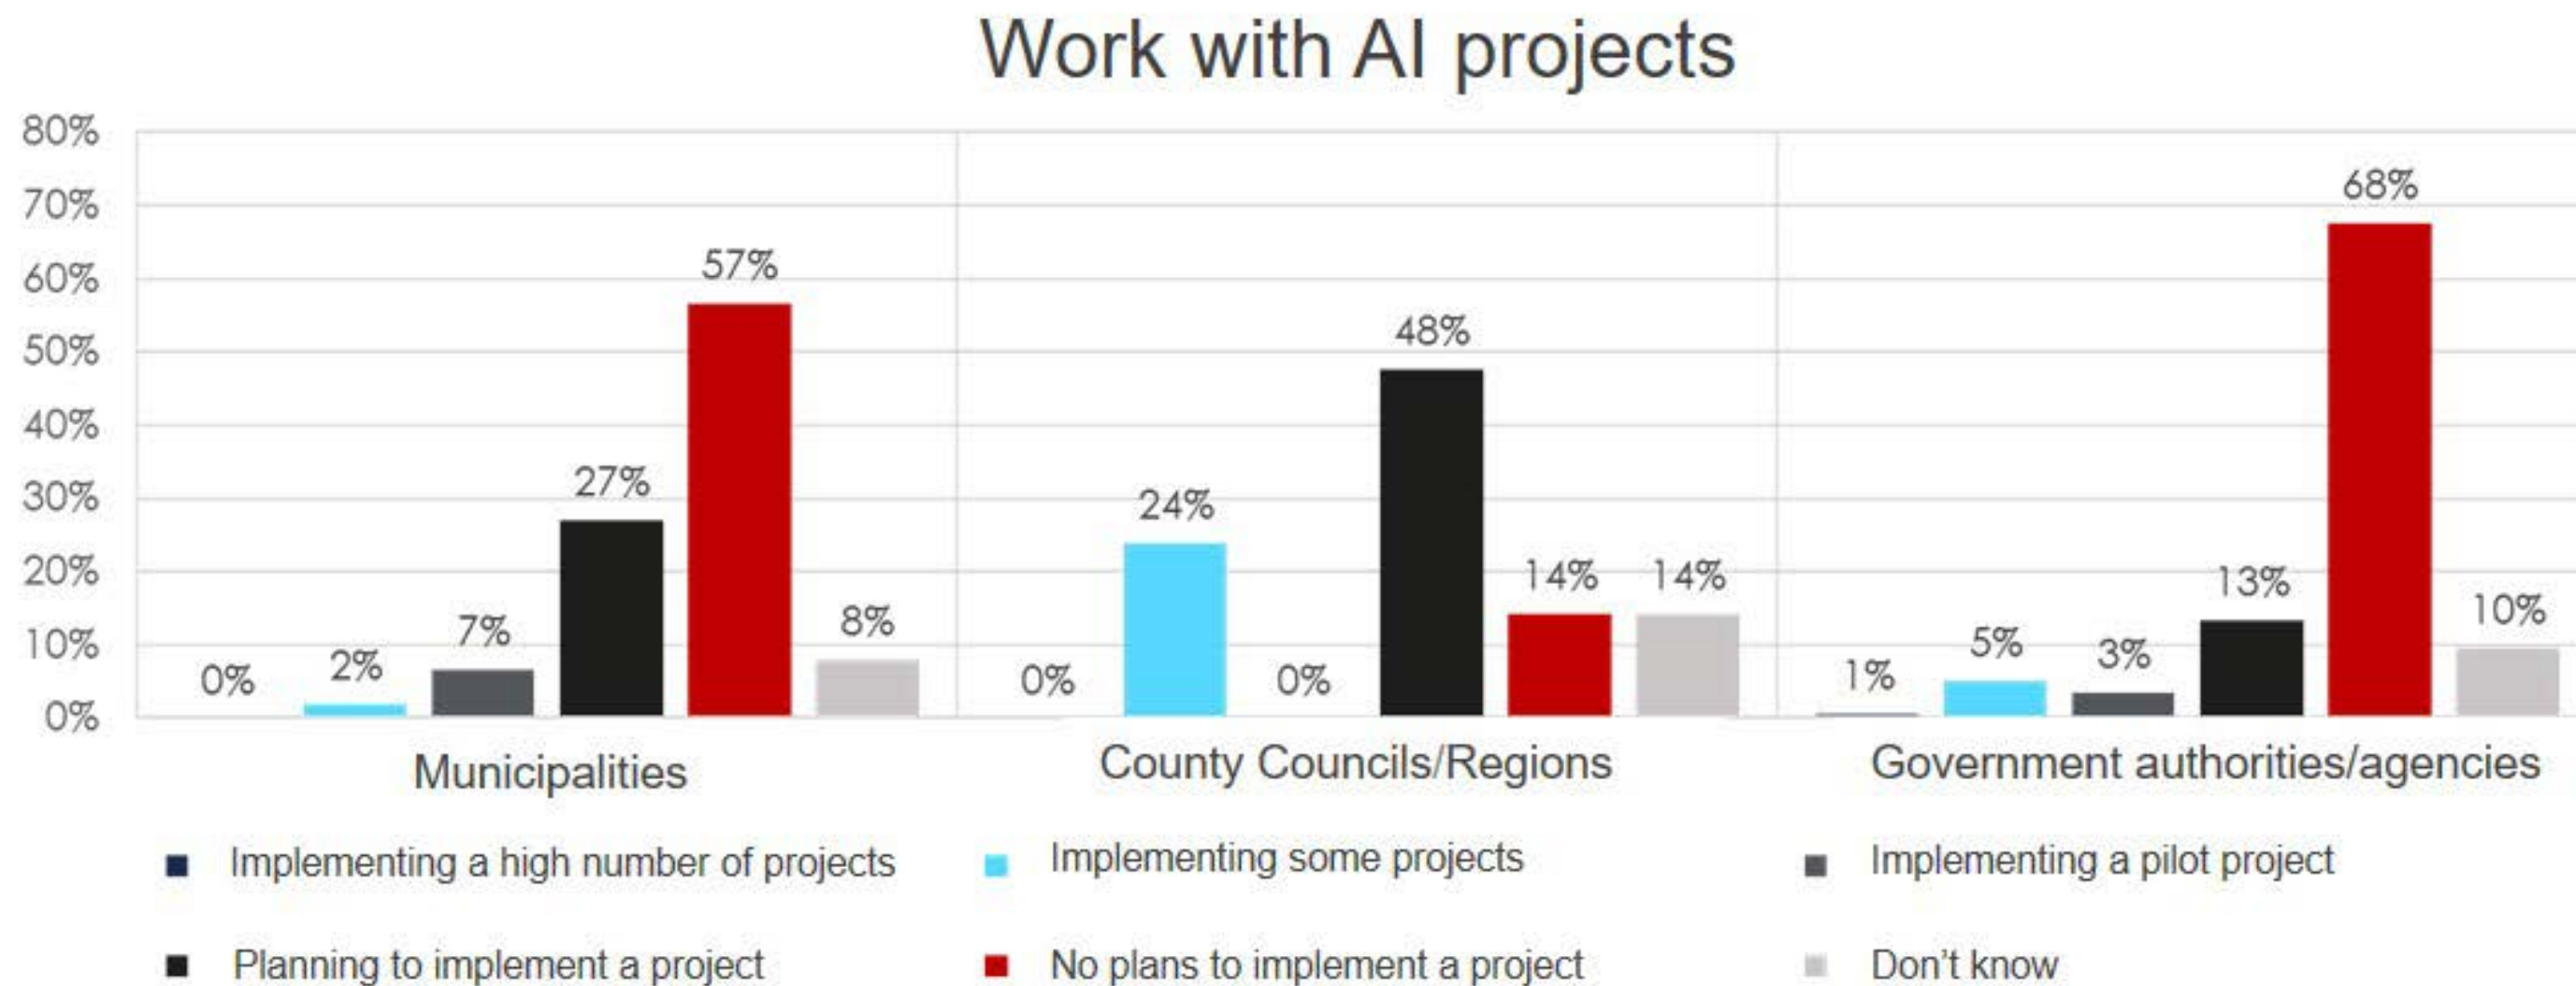 Work with AI projects
80%
70%
60%
50%
40%
30%
20%
10%
0%
0%
2%
7%
27%
57%
8%
0%
24%
0%
48%
14%
14%
1%
5%
3%
13%
68%
10%
Municipalities
County Councils/Regions
Government authorities/agencies
Implementing a high number of projects
Implementing some projects
Implementing a pilot project
Planning to implement a project
No plans to implement a project
Don't know